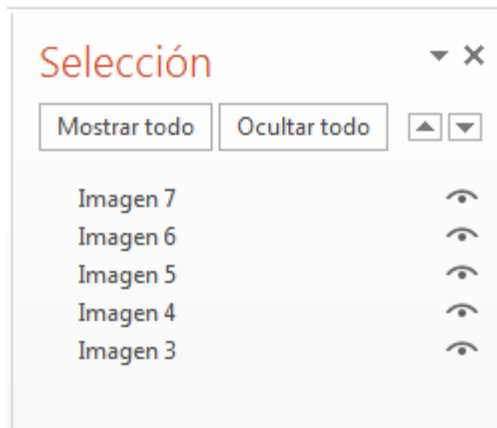 Selección
Mostrar todo Ocultar todo
Imagen 7
Imagen 6
Imagen 5
Imagen 4
Imagen 3